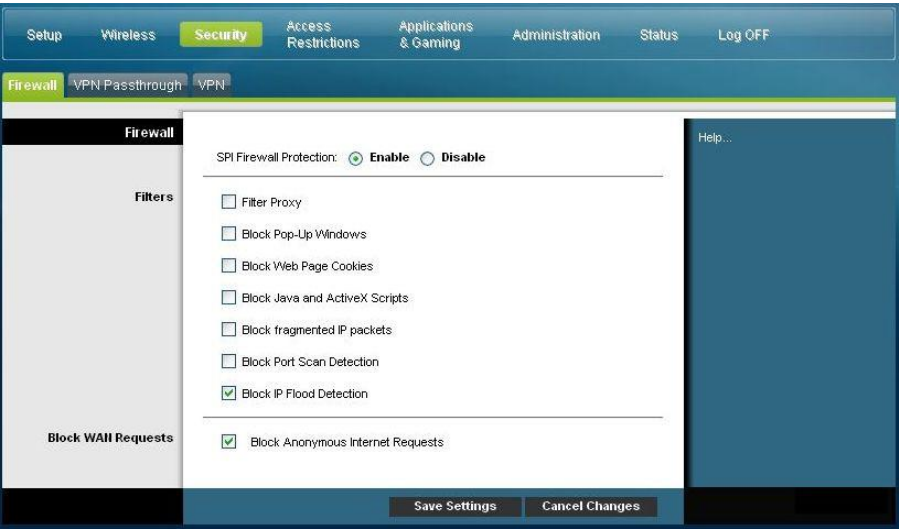 Setup Wireless Security Access Restrictions Applications & Gaming Administration Status Log OFF
Firewall VPN Passthrough VPN
Firewall
Help...
SPI Firewall Protection: Enable Disable
Filters
Filter Proxy
Block Pop-Up Windows
Block Web Page Cookies
Block Java and ActiveX Scripts
Block fragmented IP packets
Block Port Scan Detection
Block IP Flood Detection
Block WAN Requests
Block Anonymous Internet Requests
Save Settings Cancel Changes